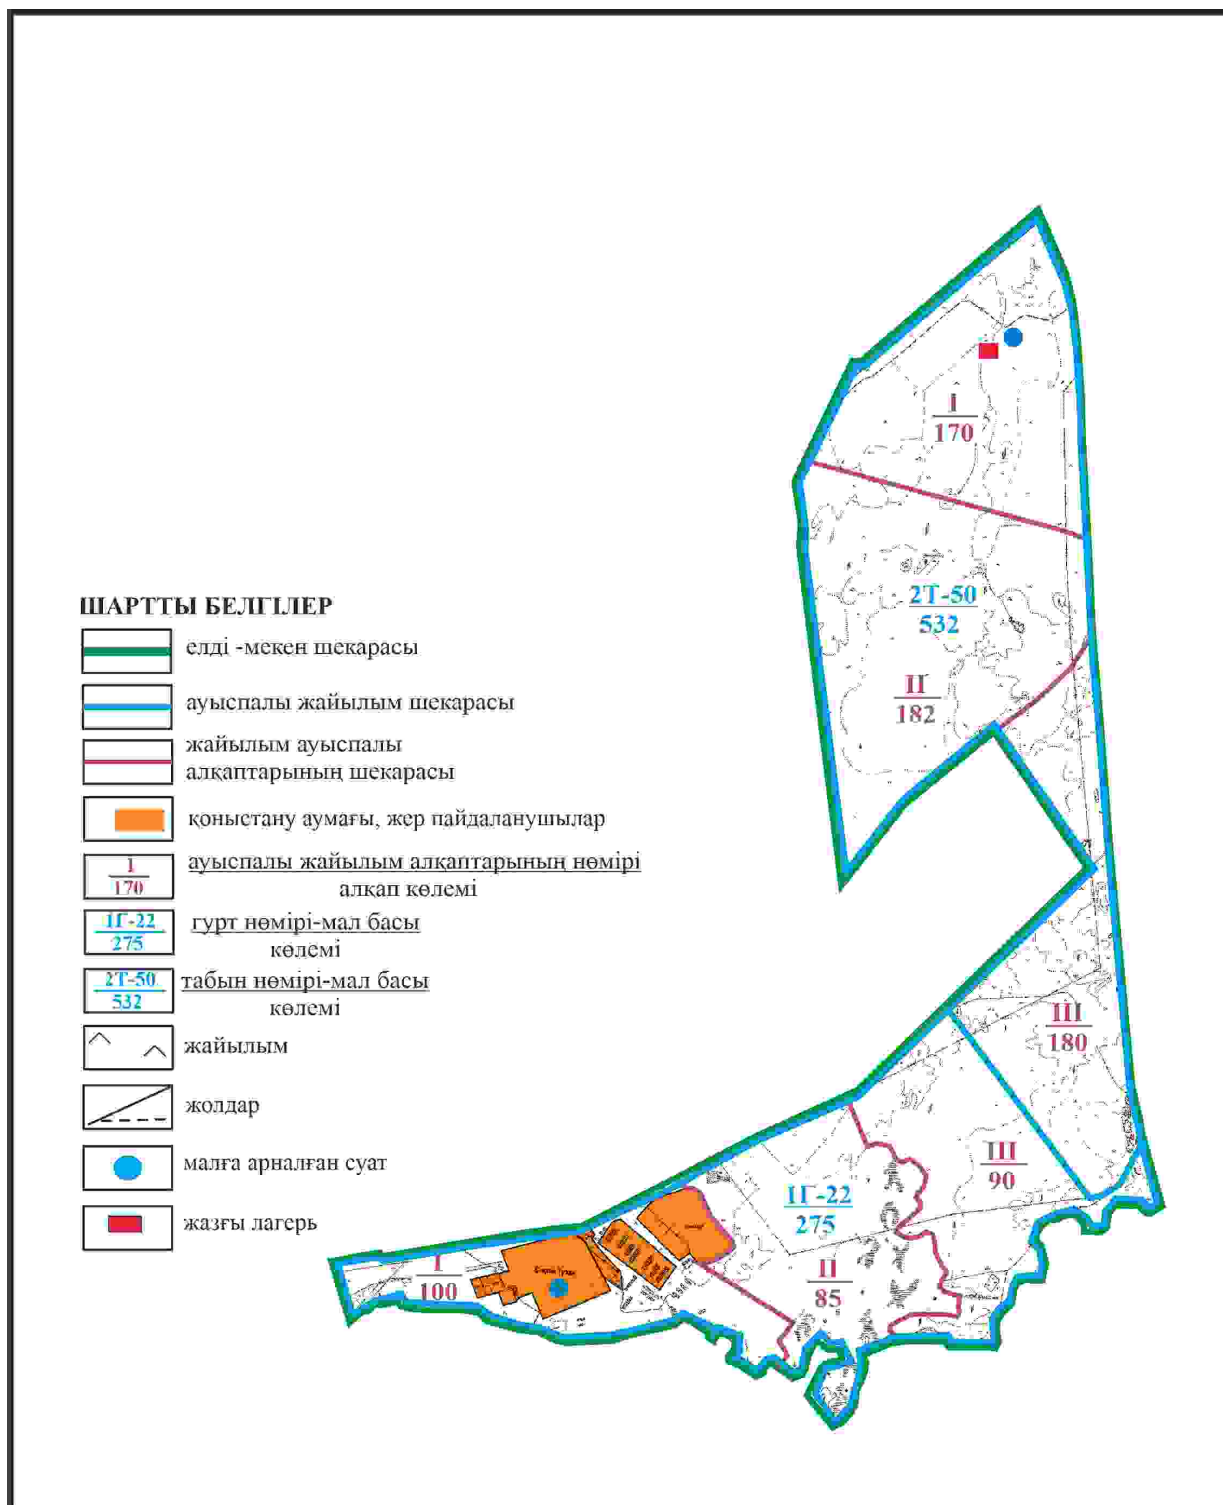 I
170
2Т-50
532
II
182
ШАРТТЫ БЕЛГІЛЕР
елді -мекен шекарасы
ауыспалы жайылым шекарасы
жайылым ауыспалы
алқаптарының шекарасы
қоныстану аумағы, жер пайдаланушылар
I
170
ауыспалы жайылым алқаптарының нөмірі
алқап көлемі
1Г-22
275
гурт нөмірі-мал басы
көлемі
2Т-50
532
табын нөмірі-мал басы
көлемі
жайылым
жолдар
малға арналған суат
жазғы лагерь
III
180
III
90
1Г-22
275
I
100
II
85